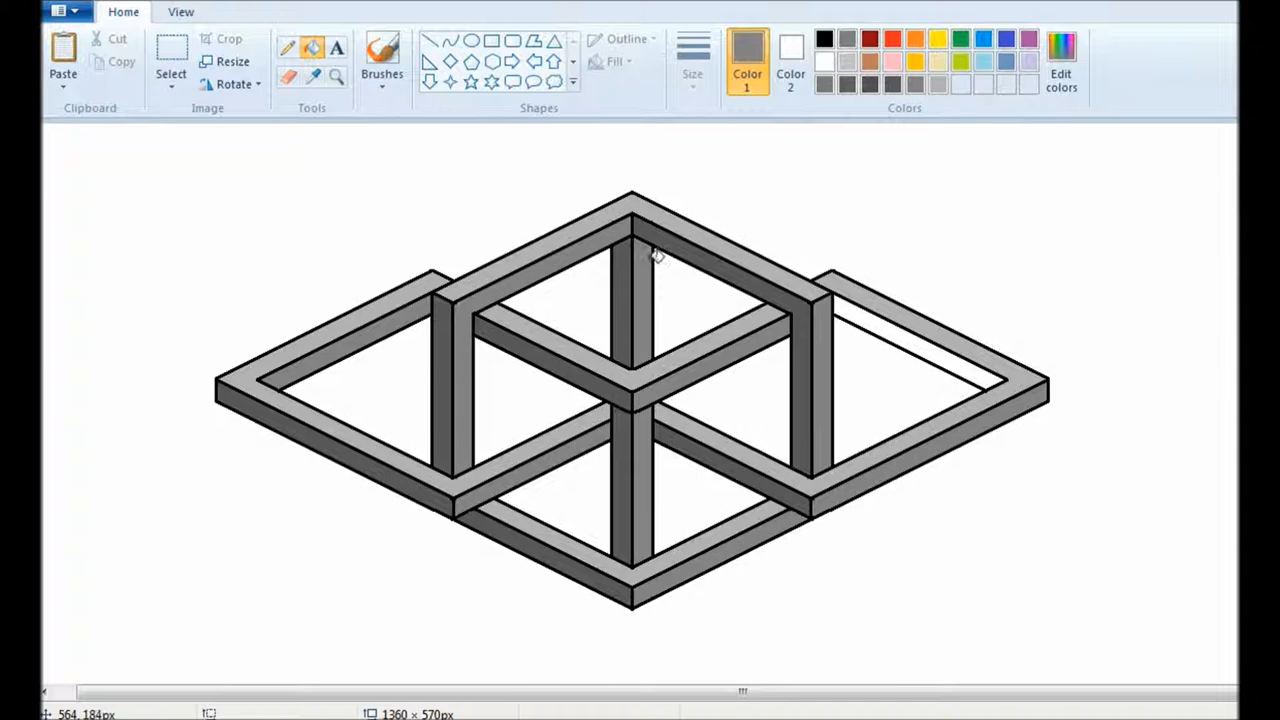 Home View
Paste
Cut
Copy
Clipboard
Select
Crop
Resize
Rotate
Image
A
Tools
Brushes
Outline
Fill
Shapes
Size
Color 1
Color 2
Edit colors
Colors
564, 184px
1360 × 570px